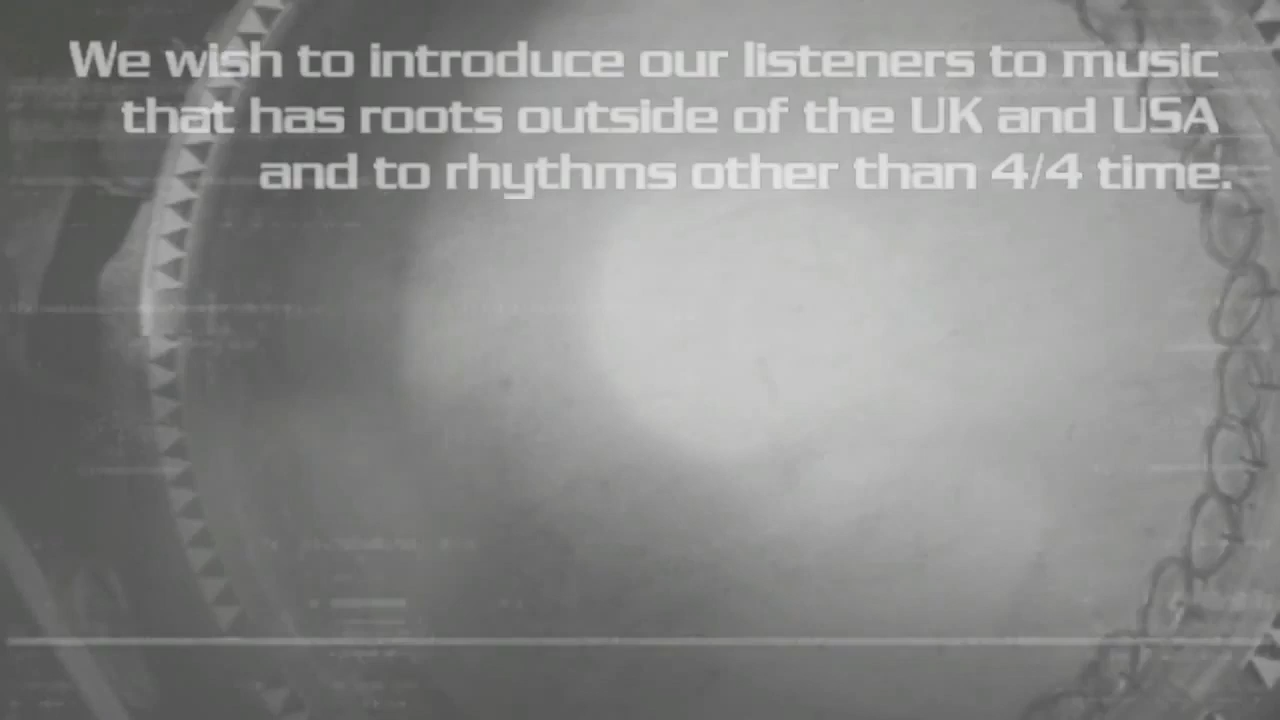 We wish to introduce our listeners to music
that has roots outside of the UK and USA
and to rhythms other than 4/4 time.